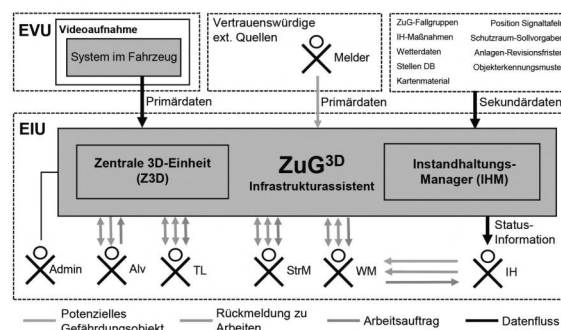 EVU
Videoaufnahme
System im Fahrzeug
Vertrauenswürdige
ext. Quellen
Melder
ZuG-Fallgruppen
Position Signaltafeln
IH-Maßnahmen
Schutzraum-Sollvorgaben
Wetterdaten
Anlagen-Revisionsfristen
Stellen DB
Objekterkennungsmuster
Kartenmaterial
Primärdaten
Primärdaten
Sekundärdaten
EIU
Zentrale 3D-Einheit
(Z3D)
ZuG3D
Infrastrukturassistent
Instandhaltungs-
Manager (IHM)
Status-
Information
Admin
Alv
TL
StrM
WM
IH
Potenzielles
Gefährdungsobjekt
Rückmeldung zu
Arbeiten
Arbeitsauftrag
Datenfluss